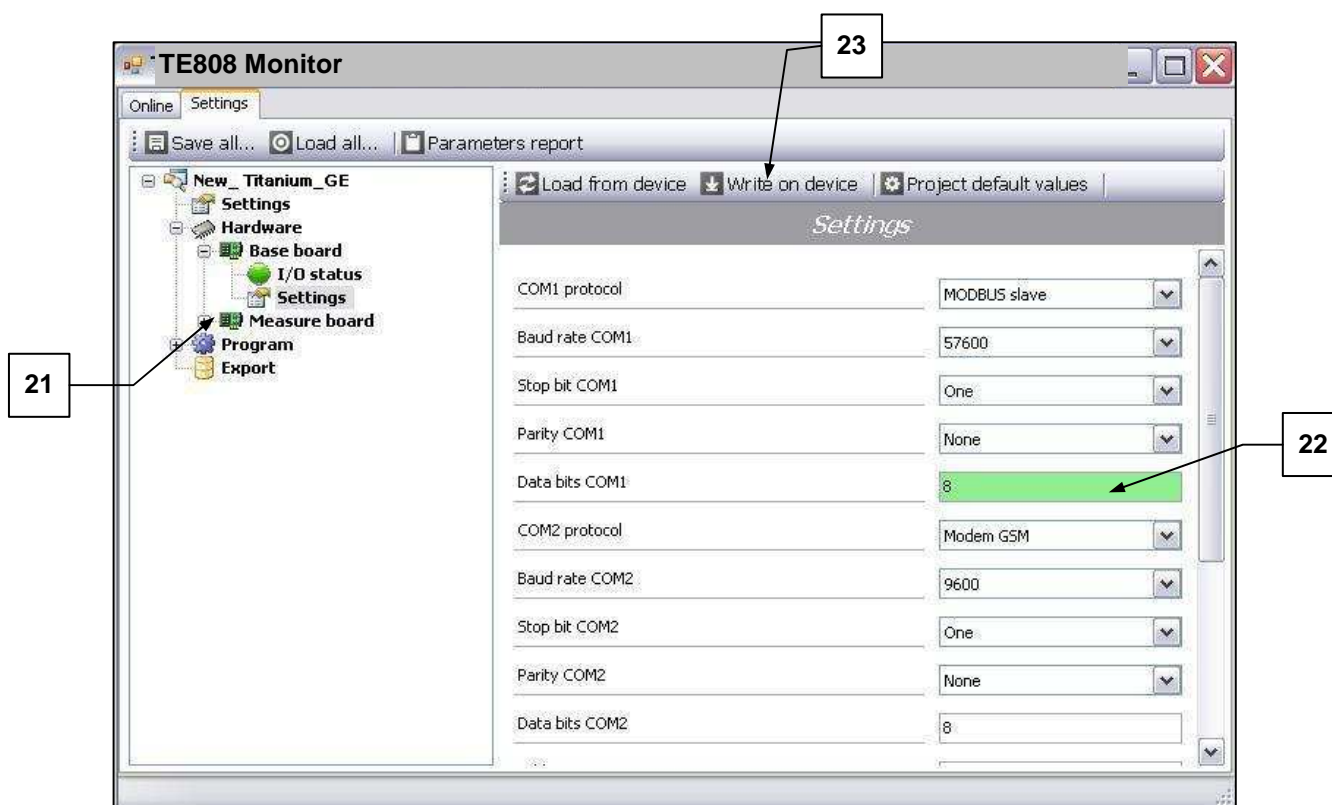 23
TE808 Monitor
Online Settings
Save all... Load all... Parameters report
New_ Titanium_GE
Settings
Hardware
Base board
I/O status
Settings
Measure board
Program
Export
21
Load from device Write on device Project default values
Settings
COM1 protocol MODBUS slave
Baud rate COM1 57600
Stop bit COM1 One
Parity COM1 None
Data bits COM1 8
22
COM2 protocol Modem GSM
Baud rate COM2 9600
Stop bit COM2 One
Parity COM2 None
Data bits COM2 8